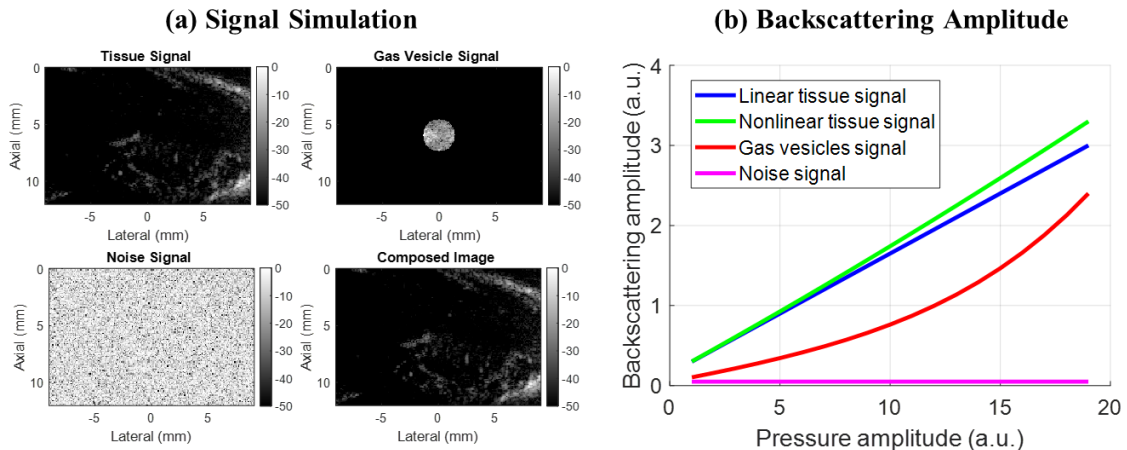 (a) Signal Simulation
Tissue Signal
0
5
10
Axial (mm)
-5
0
5
Lateral (mm)
0
-10
-20
-30
-40
-50
Gas Vesicle Signal
0
5
10
Axial (mm)
-5
0
5
Lateral (mm)
0
-10
-20
-30
-40
-50
Noise Signal
0
5
10
Axial (mm)
-5
0
5
Lateral (mm)
0
-10
-20
-30
-40
-50
Composed Image
0
5
10
Axial (mm)
-5
0
5
Lateral (mm)
0
-10
-20
-30
-40
-50
(b) Backscattering Amplitude
4
3
2
1
0
Backscattering amplitude (a.u.)
Linear tissue signal
Nonlinear tissue signal
Gas vesicles signal
Noise signal
0
5
10
15
20
Pressure amplitude (a.u.)